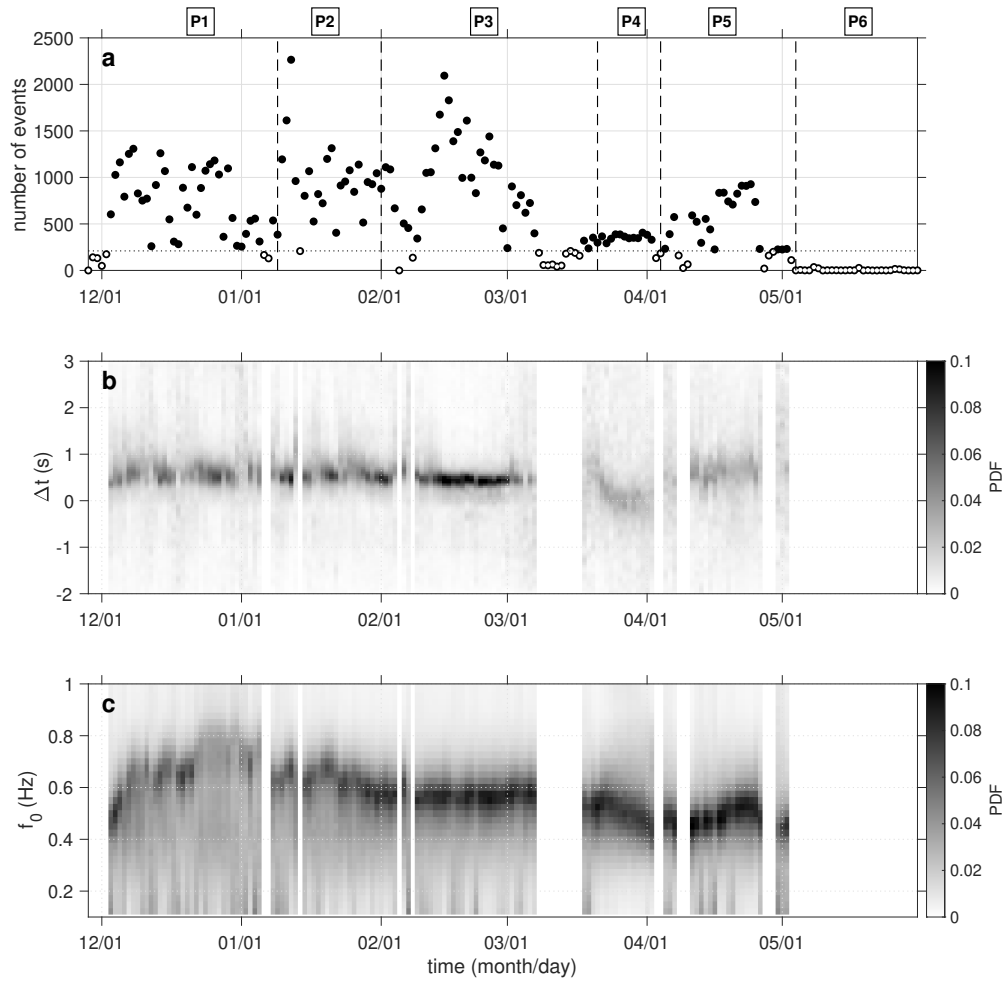 P1 P2 P3 P4 P5 P6
a
number of events
2500
2000
1500
1000
500
0
12/01 01/01 02/01 03/01 04/01 05/01
b
Δt (s)
3
2
1
0
-1
-2
12/01 01/01 02/01 03/01 04/01 05/01
0.1
0.08
0.06
0.04
0.02
0
PDF
c
f0 (Hz)
1
0.8
0.6
0.4
0.2
12/01 01/01 02/01 03/01 04/01 05/01
time (month/day)
0.1
0.08
0.06
0.04
0.02
0
PDF